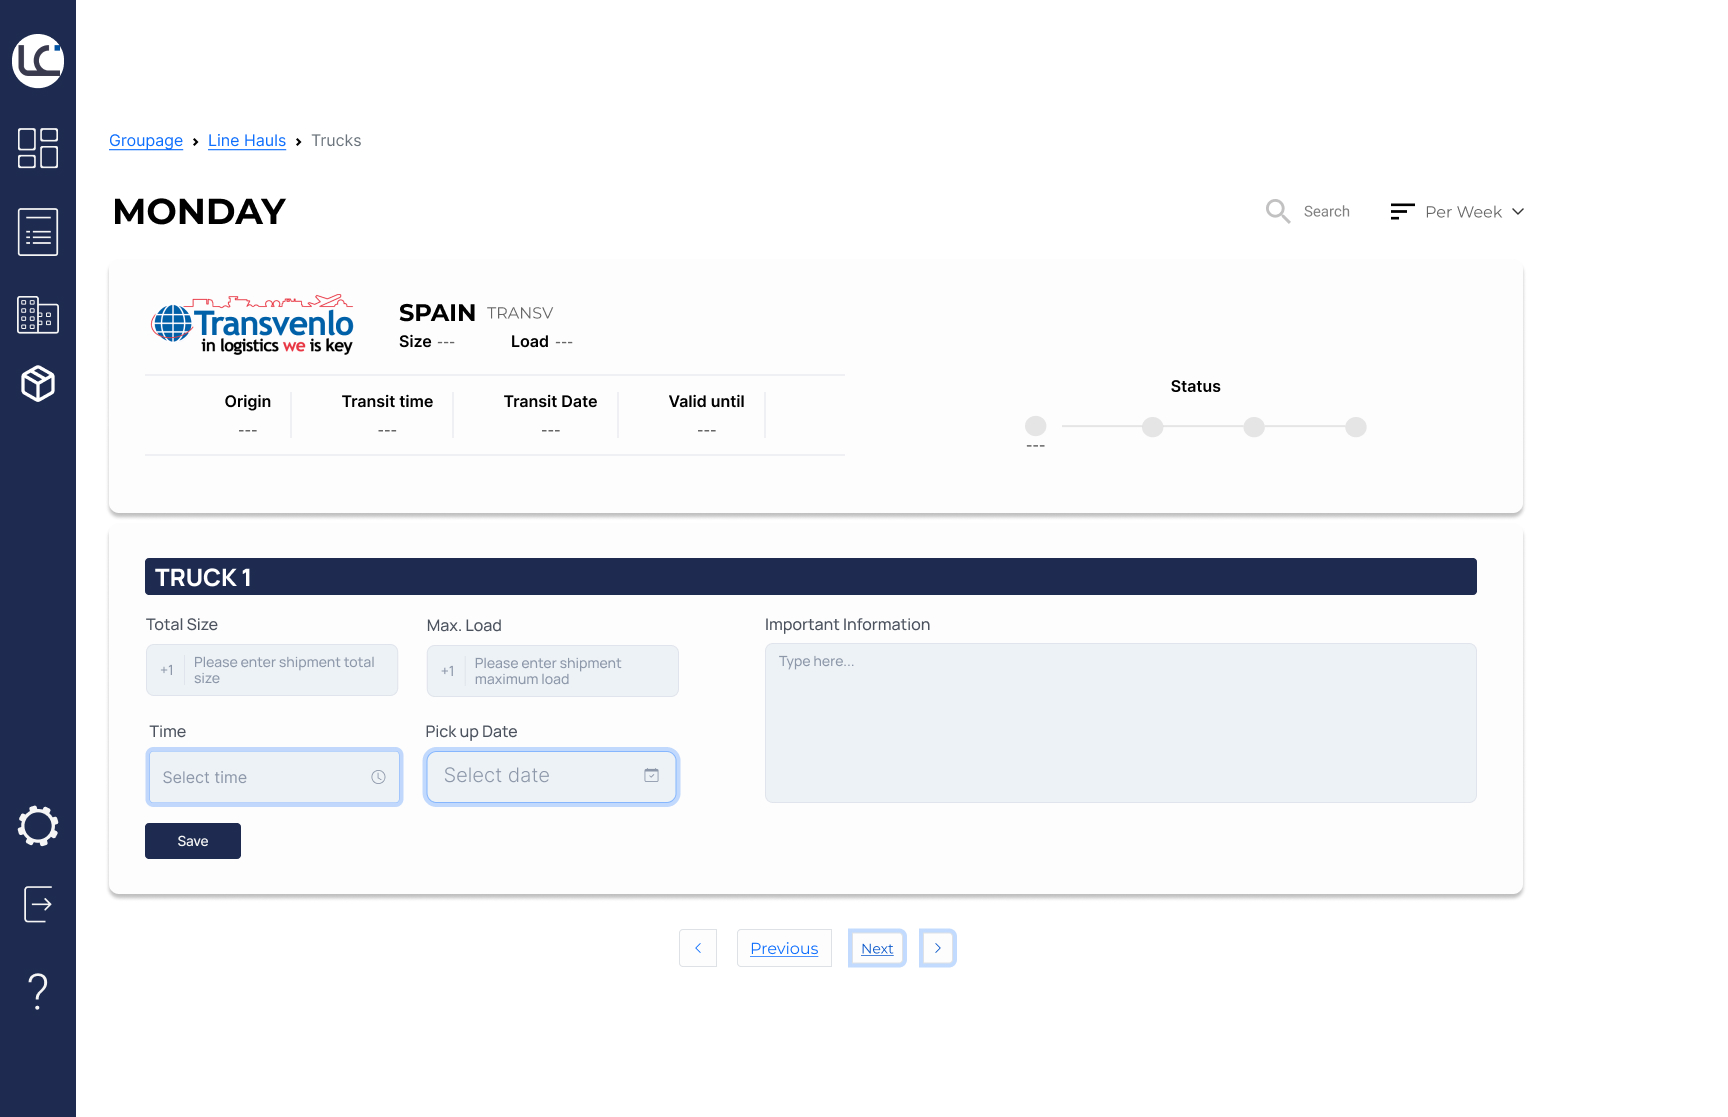 LC
Groupage › Line Hauls › Trucks
MONDAY
Search
Per Week
Transvenlo
in logistics we is key
SPAIN TRANSV
Size --- Load ---
Origin Transit time Transit Date Valid until
--- --- --- ---
Status
---
TRUCK 1
Total Size
+1 Please enter shipment total
size
Max. Load
+1 Please enter shipment
maximum load
Important Information
Type here...
Time
Select time
Pick up Date
Select date
Save
‹ Previous Next ›
?